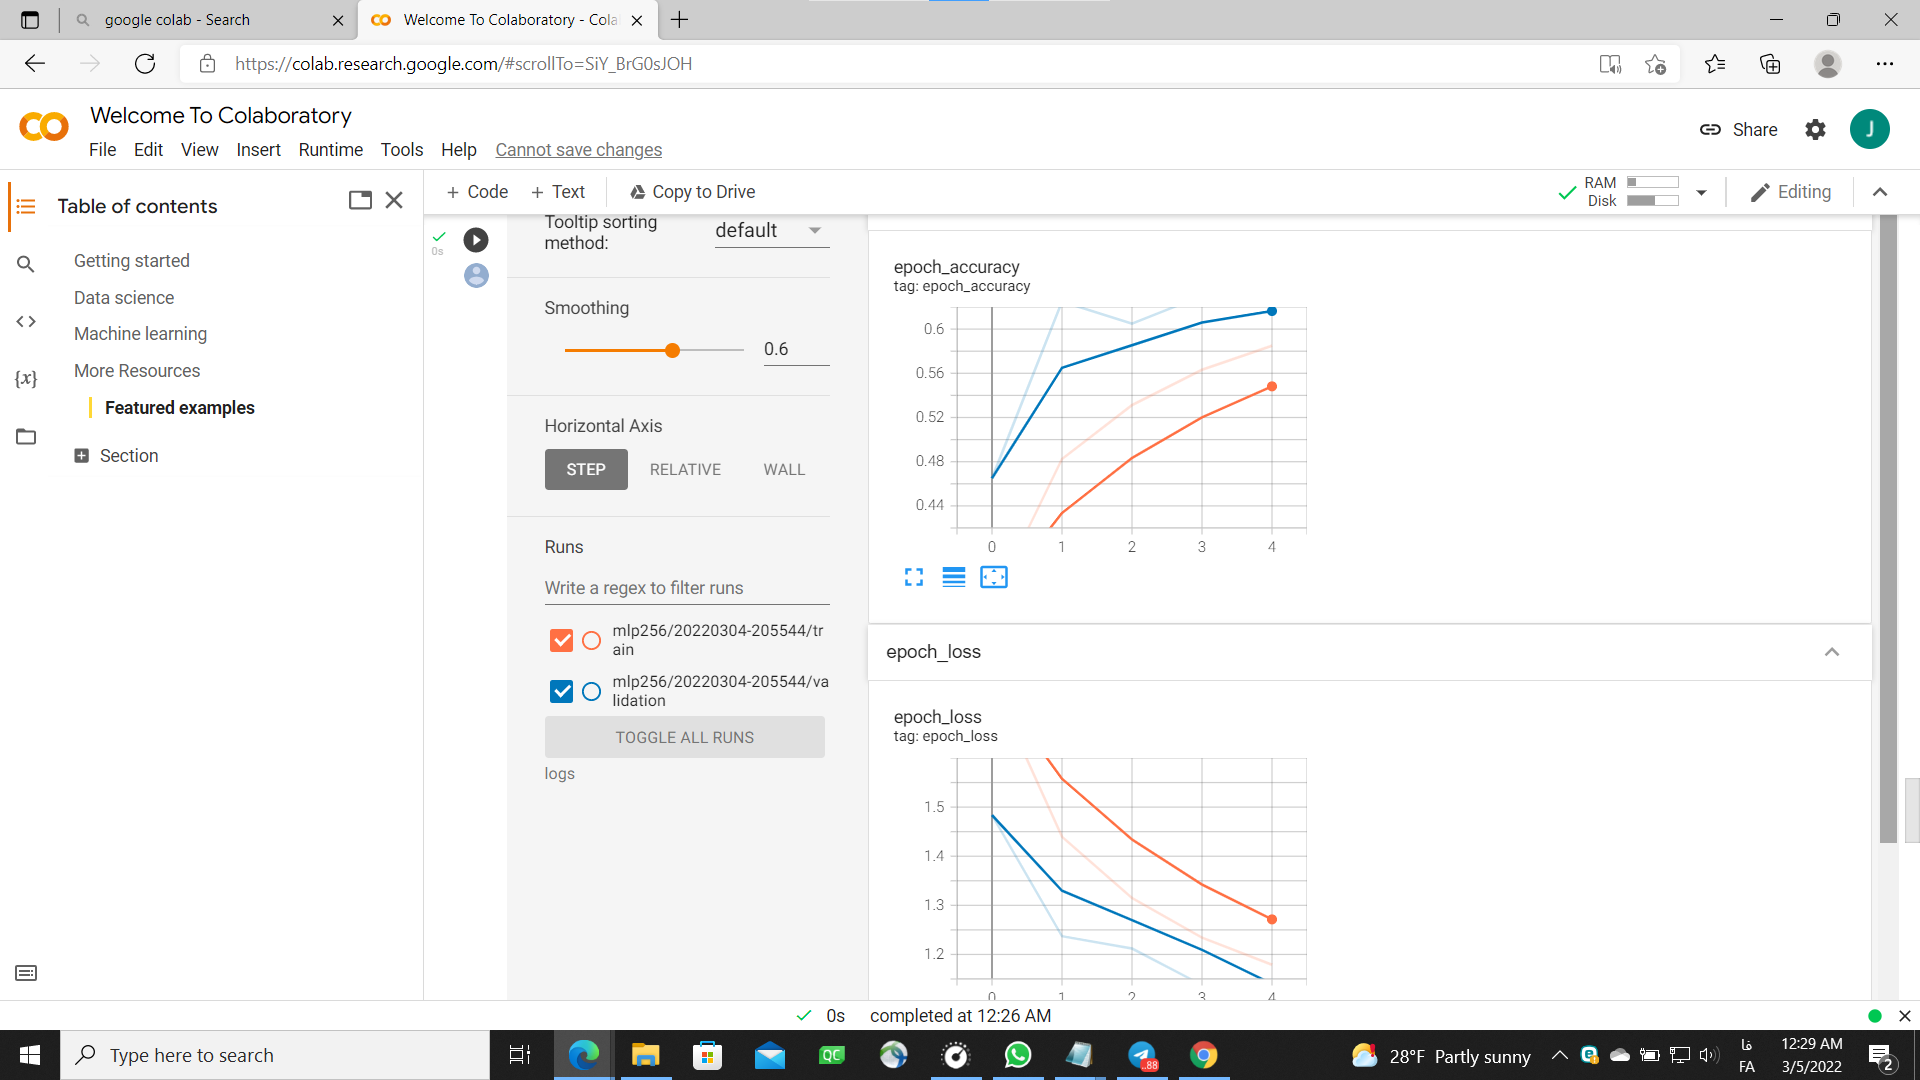 google colab - Search
Welcome To Colaboratory - Cola
https://colab.research.google.com/#scrollTo=SiY_BrG0sJOH
Welcome To Colaboratory
File Edit View Insert Runtime Tools Help Cannot save changes
Share
J
Table of contents
+ Code + Text Copy to Drive
RAM
Disk
Editing
Getting started
Data science
Machine learning
More Resources
Featured examples
Section
{x}
0s
Tooltip sorting
method:
default
Smoothing
0.6
Horizontal Axis
STEP RELATIVE WALL
Runs
Write a regex to filter runs
mlp256/20220304-205544/tr
ain
mlp256/20220304-205544/va
lidation
TOGGLE ALL RUNS
logs
epoch_accuracy
tag: epoch_accuracy
0.6
0.56
0.52
0.48
0.44
0 1 2 3 4
epoch_loss
epoch_loss
tag: epoch_loss
1.5
1.4
1.3
1.2
0 1 2 3 4
0s completed at 12:26 AM
Type here to search
QC
..88
28°F Partly sunny
فا
FA
12:29 AM
3/5/2022
2